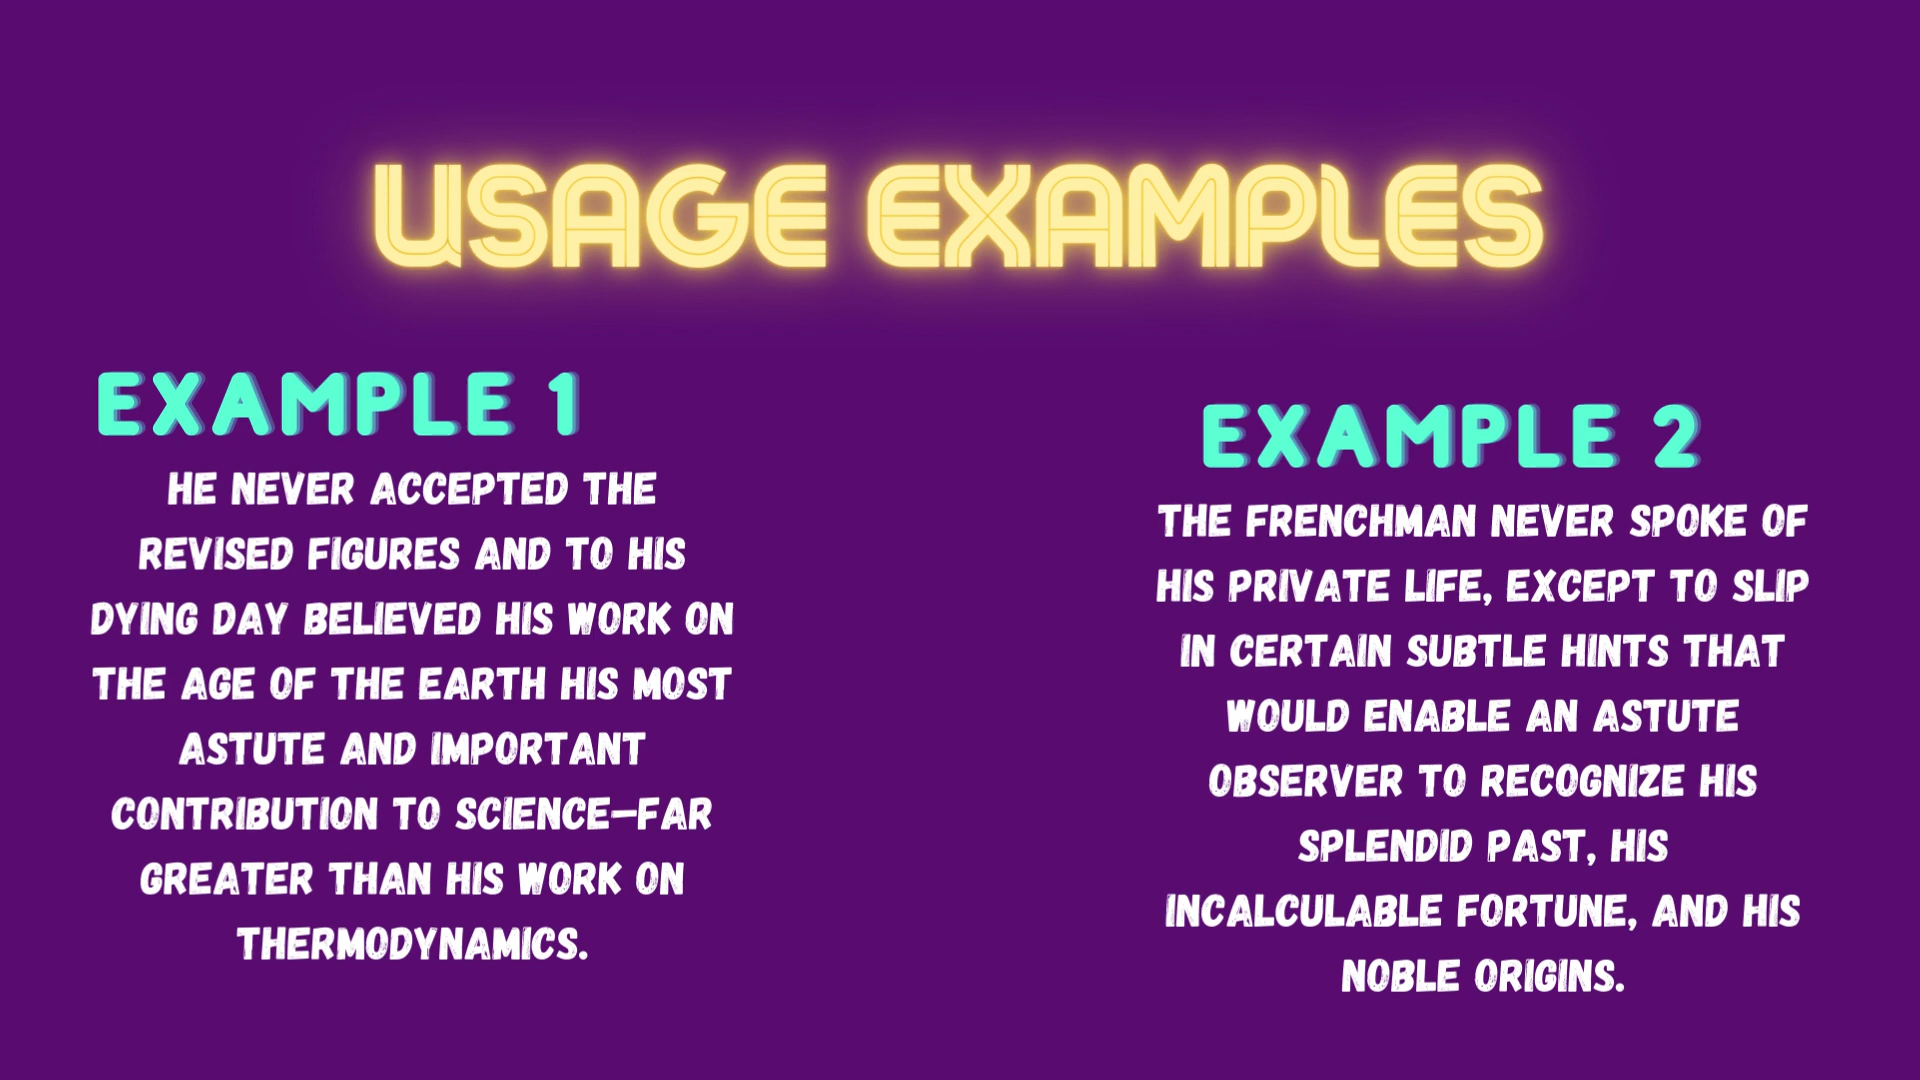 USAGE EXAMPLES
EXAMPLE 1
HE NEVER ACCEPTED THE
REVISED FIGURES AND TO HIS
DYING DAY BELIEVED HIS WORK ON
THE AGE OF THE EARTH HIS MOST
ASTUTE AND IMPORTANT
CONTRIBUTION TO SCIENCE—FAR
GREATER THAN HIS WORK ON
THERMODYNAMICS.
EXAMPLE 2
THE FRENCHMAN NEVER SPOKE OF
HIS PRIVATE LIFE, EXCEPT TO SLIP
IN CERTAIN SUBTLE HINTS THAT
WOULD ENABLE AN ASTUTE
OBSERVER TO RECOGNIZE HIS
SPLENDID PAST, HIS
INCALCULABLE FORTUNE, AND HIS
NOBLE ORIGINS.